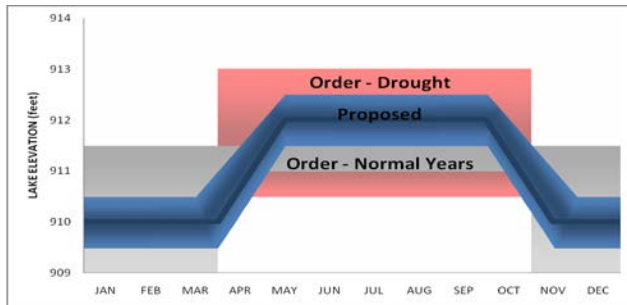 914
913
912
911
910
909
LAKE ELEVATION (feet)
Order - Drought
Proposed
Order - Normal Years
JAN FEB MAR APR MAY JUN JUL AUG SEP OCT NOV DEC